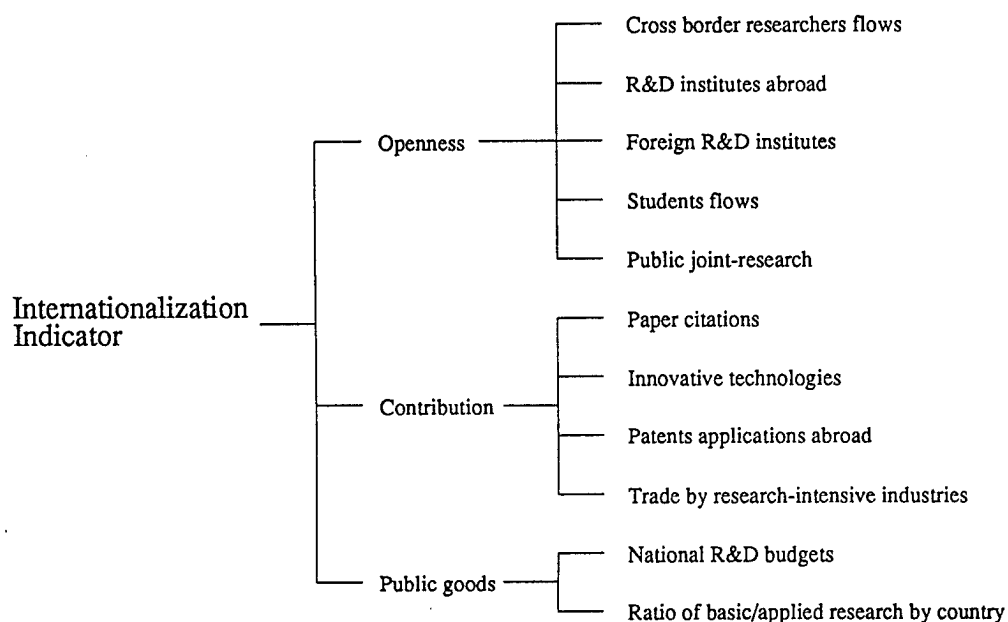 Cross border researchers flows
R&D institutes abroad
Openness
Foreign R&D institutes
Students flows
Public joint-research
Internationalization
Indicator
Paper citations
Innovative technologies
Contribution
Patents applications abroad
Trade by research-intensive industries
National R&D budgets
Public goods
Ratio of basic/applied research by country